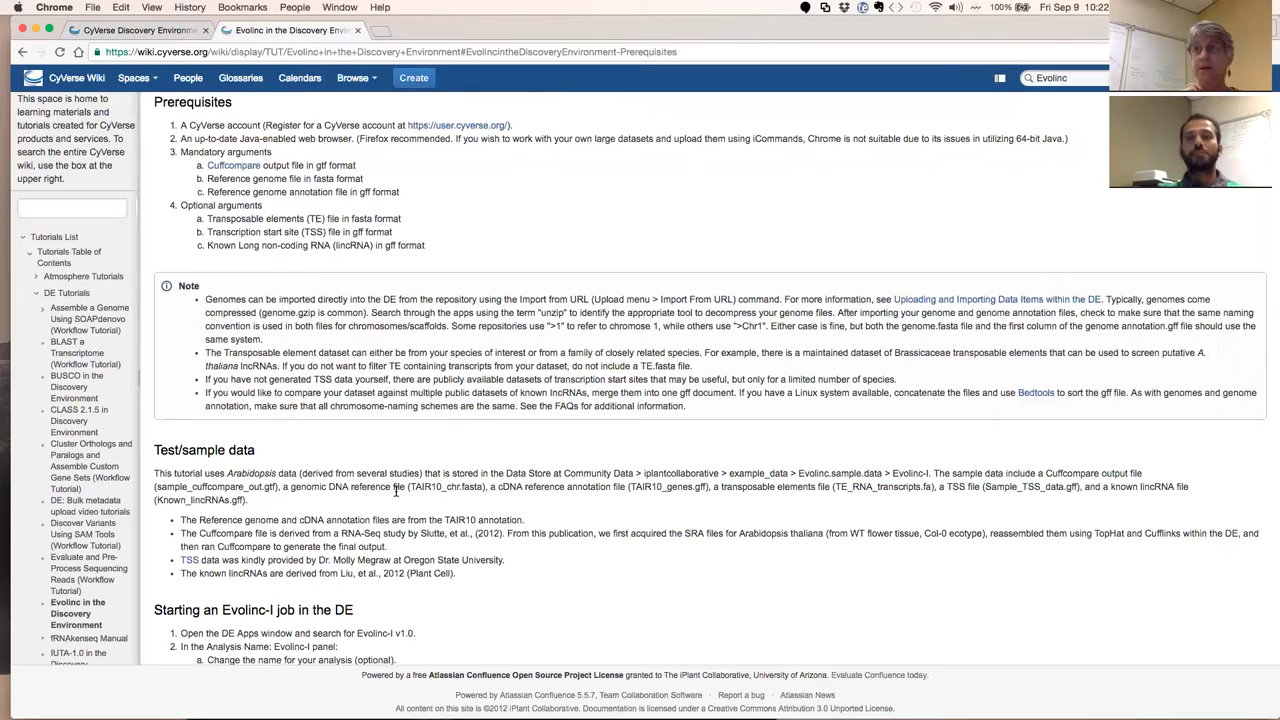 Chrome File Edit View History Bookmarks People Window Help 100% Fri Sep 9 10:22
CyVerse Discovery Environm × Evolinc in the Discovery Env ×
https://wiki.cyverse.org/wiki/display/TUT/Evolinc+in+the+Discovery+Environment#EvolincintheDiscoveryEnvironment-Prerequisites
CyVerse Wiki Spaces People Glossaries Calendars Browse Create Evolinc
This space is home to
learning materials and
tutorials created for CyVerse
products and services. To
search the entire CyVerse
wiki, use the box at the
upper right.
Tutorials List
Tutorials Table of
Contents
Atmosphere Tutorials
DE Tutorials
Assemble a Genome
Using SOAPdenovo
(Workflow Tutorial)
BLAST a
Transcriptome
(Workflow Tutorial)
BUSCO in the
Discovery
Environment
CLASS 2.1.5 in
Discovery
Environment
Cluster Orthologs and
Paralogs and
Assemble Custom
Gene Sets (Workflow
Tutorial)
DE: Bulk metadata
upload video tutorials
Discover Variants
Using SAM Tools
(Workflow Tutorial)
Evaluate and Pre-
Process Sequencing
Reads (Workflow
Tutorial)
Evolinc in the
Discovery
Environment
fRNAkenseq Manual
IUTA-1.0 in the
Prerequisites
1. A CyVerse account (Register for a CyVerse account at https://user.cyverse.org/).
2. An up-to-date Java-enabled web browser. (Firefox recommended. If you wish to work with your own large datasets and upload them using iCommands, Chrome is not suitable due to its issues in utilizing 64-bit Java.)
3. Mandatory arguments
a. Cuffcompare output file in gtf format
b. Reference genome file in fasta format
c. Reference genome annotation file in gff format
4. Optional arguments
a. Transposable elements (TE) file in fasta format
b. Transcription start site (TSS) file in gff format
c. Known Long non-coding RNA (lincRNA) in gff format
Note
• Genomes can be imported directly into the DE from the repository using the Import from URL (Upload menu > Import From URL) command. For more information, see Uploading and Importing Data Items within the DE. Typically, genomes come
compressed (genome.gzip is common). Search through the apps using the term "unzip" to identify the appropriate tool to decompress your genome files. After importing your genome and genome annotation files, check to make sure that the same naming
convention is used in both files for chromosomes/scaffolds. Some repositories use ">1" to refer to chromose 1, while others use ">Chr1". Either case is fine, but both the genome.fasta file and the first column of the genome annotation.gff file should use the
same system.
• The Transposable element dataset can either be from your species of interest or from a family of closely related species. For example, there is a maintained dataset of Brassicaceae transposable elements that can be used to screen putative A.
thaliana lncRNAs. If you do not want to filter TE containing transcripts from your dataset, do not include a TE.fasta file.
• If you have not generated TSS data yourself, there are publicly available datasets of transcription start sites that may be useful, but only for a limited number of species.
• If you would like to compare your dataset against multiple public datasets of known lncRNAs, merge them into one gff document. If you have a Linux system available, concatenate the files and use Bedtools to sort the gff file. As with genomes and genome
annotation, make sure that all chromosome-naming schemes are the same. See the FAQs for additional information.
Test/sample data
This tutorial uses Arabidopsis data (derived from several studies) that is stored in the Data Store at Community Data > iplantcollaborative > example_data > Evolinc.sample.data > Evolinc-I. The sample data include a Cuffcompare output file
(sample_cuffcompare_out.gtf), a genomic DNA reference file (TAIR10_chr.fasta), a cDNA reference annotation file (TAIR10_genes.gff), a transposable elements file (TE_RNA_transcripts.fa), a TSS file (Sample_TSS_data.gff), and a known lincRNA file
(Known_lincRNAs.gff).
• The Reference genome and cDNA annotation files are from the TAIR10 annotation.
• The Cuffcompare file is derived from a RNA-Seq study by Slutte, et al., (2012). From this publication, we first acquired the SRA files for Arabidopsis thaliana (from WT flower tissue, Col-0 ecotype), reassembled them using TopHat and Cufflinks within the DE, and
then ran Cuffcompare to generate the final output.
• TSS data was kindly provided by Dr. Molly Megraw at Oregon State University.
• The known lincRNAs are derived from Liu, et al., 2012 (Plant Cell).
Starting an Evolinc-I job in the DE
1. Open the DE Apps window and search for Evolinc-I v1.0.
2. In the Analysis Name: Evolinc-I panel:
a. Change the name for your analysis (optional).
Powered by a free Atlassian Confluence Open Source Project License granted to The iPlant Collaborative, University of Arizona. Evaluate Confluence today.
Powered by Atlassian Confluence 5.5.7, Team Collaboration Software · Report a bug · Atlassian News
All content on this site is ©2012 iPlant Collaborative. Documentation is licensed under a Creative Commons Attribution 3.0 Unported License.